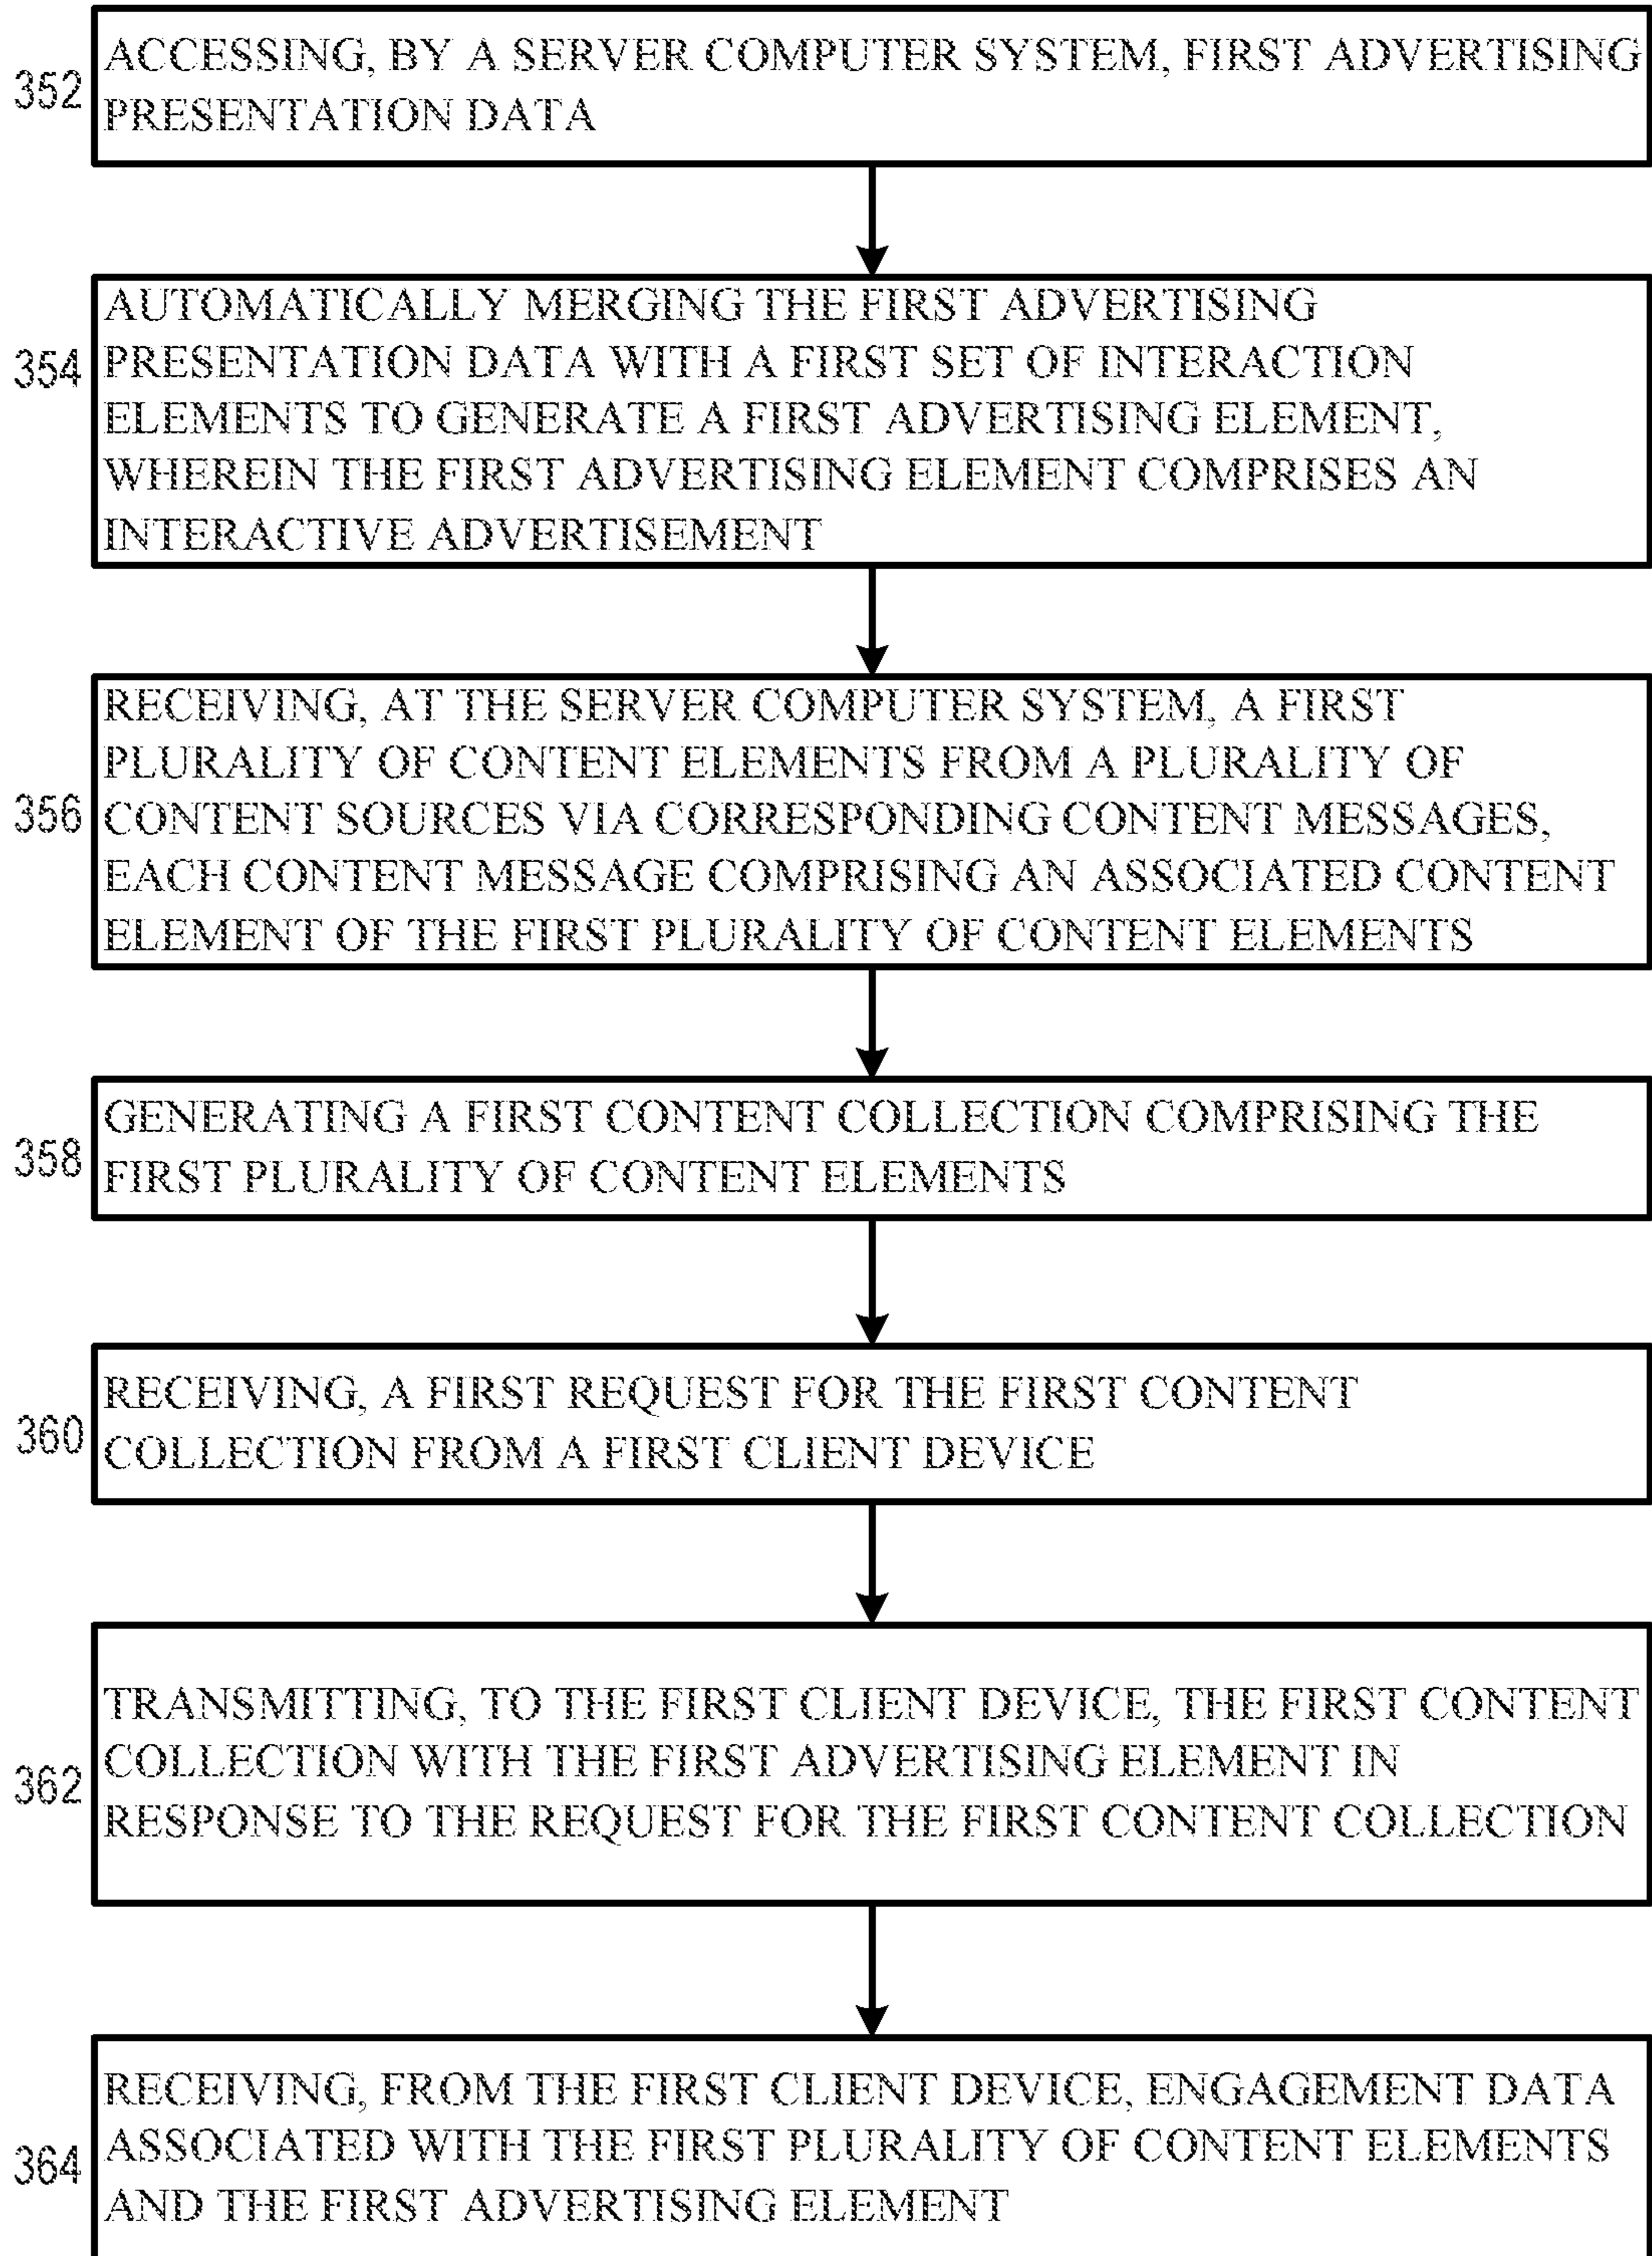 352
ACCESSING, BY A SERVER COMPUTER SYSTEM, FIRST ADVERTISING
PRESENTATION DATA
354
AUTOMATICALLY MERGING THE FIRST ADVERTISING
PRESENTATION DATA WITH A FIRST SET OF INTERACTION
ELEMENTS TO GENERATE A FIRST ADVERTISING ELEMENT,
WHEREIN THE FIRST ADVERTISING ELEMENT COMPRISES AN
INTERACTIVE ADVERTISEMENT
356
RECEIVING, AT THE SERVER COMPUTER SYSTEM, A FIRST
PLURALITY OF CONTENT ELEMENTS FROM A PLURALITY OF
CONTENT SOURCES VIA CORRESPONDING CONTENT MESSAGES,
EACH CONTENT MESSAGE COMPRISING AN ASSOCIATED CONTENT
ELEMENT OF THE FIRST PLURALITY OF CONTENT ELEMENTS
358
GENERATING A FIRST CONTENT COLLECTION COMPRISING THE
FIRST PLURALITY OF CONTENT ELEMENTS
360
RECEIVING, A FIRST REQUEST FOR THE FIRST CONTENT
COLLECTION FROM A FIRST CLIENT DEVICE
362
TRANSMITTING, TO THE FIRST CLIENT DEVICE, THE FIRST CONTENT
COLLECTION WITH THE FIRST ADVERTISING ELEMENT IN
RESPONSE TO THE REQUEST FOR THE FIRST CONTENT COLLECTION
364
RECEIVING, FROM THE FIRST CLIENT DEVICE, ENGAGEMENT DATA
ASSOCIATED WITH THE FIRST PLURALITY OF CONTENT ELEMENTS
AND THE FIRST ADVERTISING ELEMENT